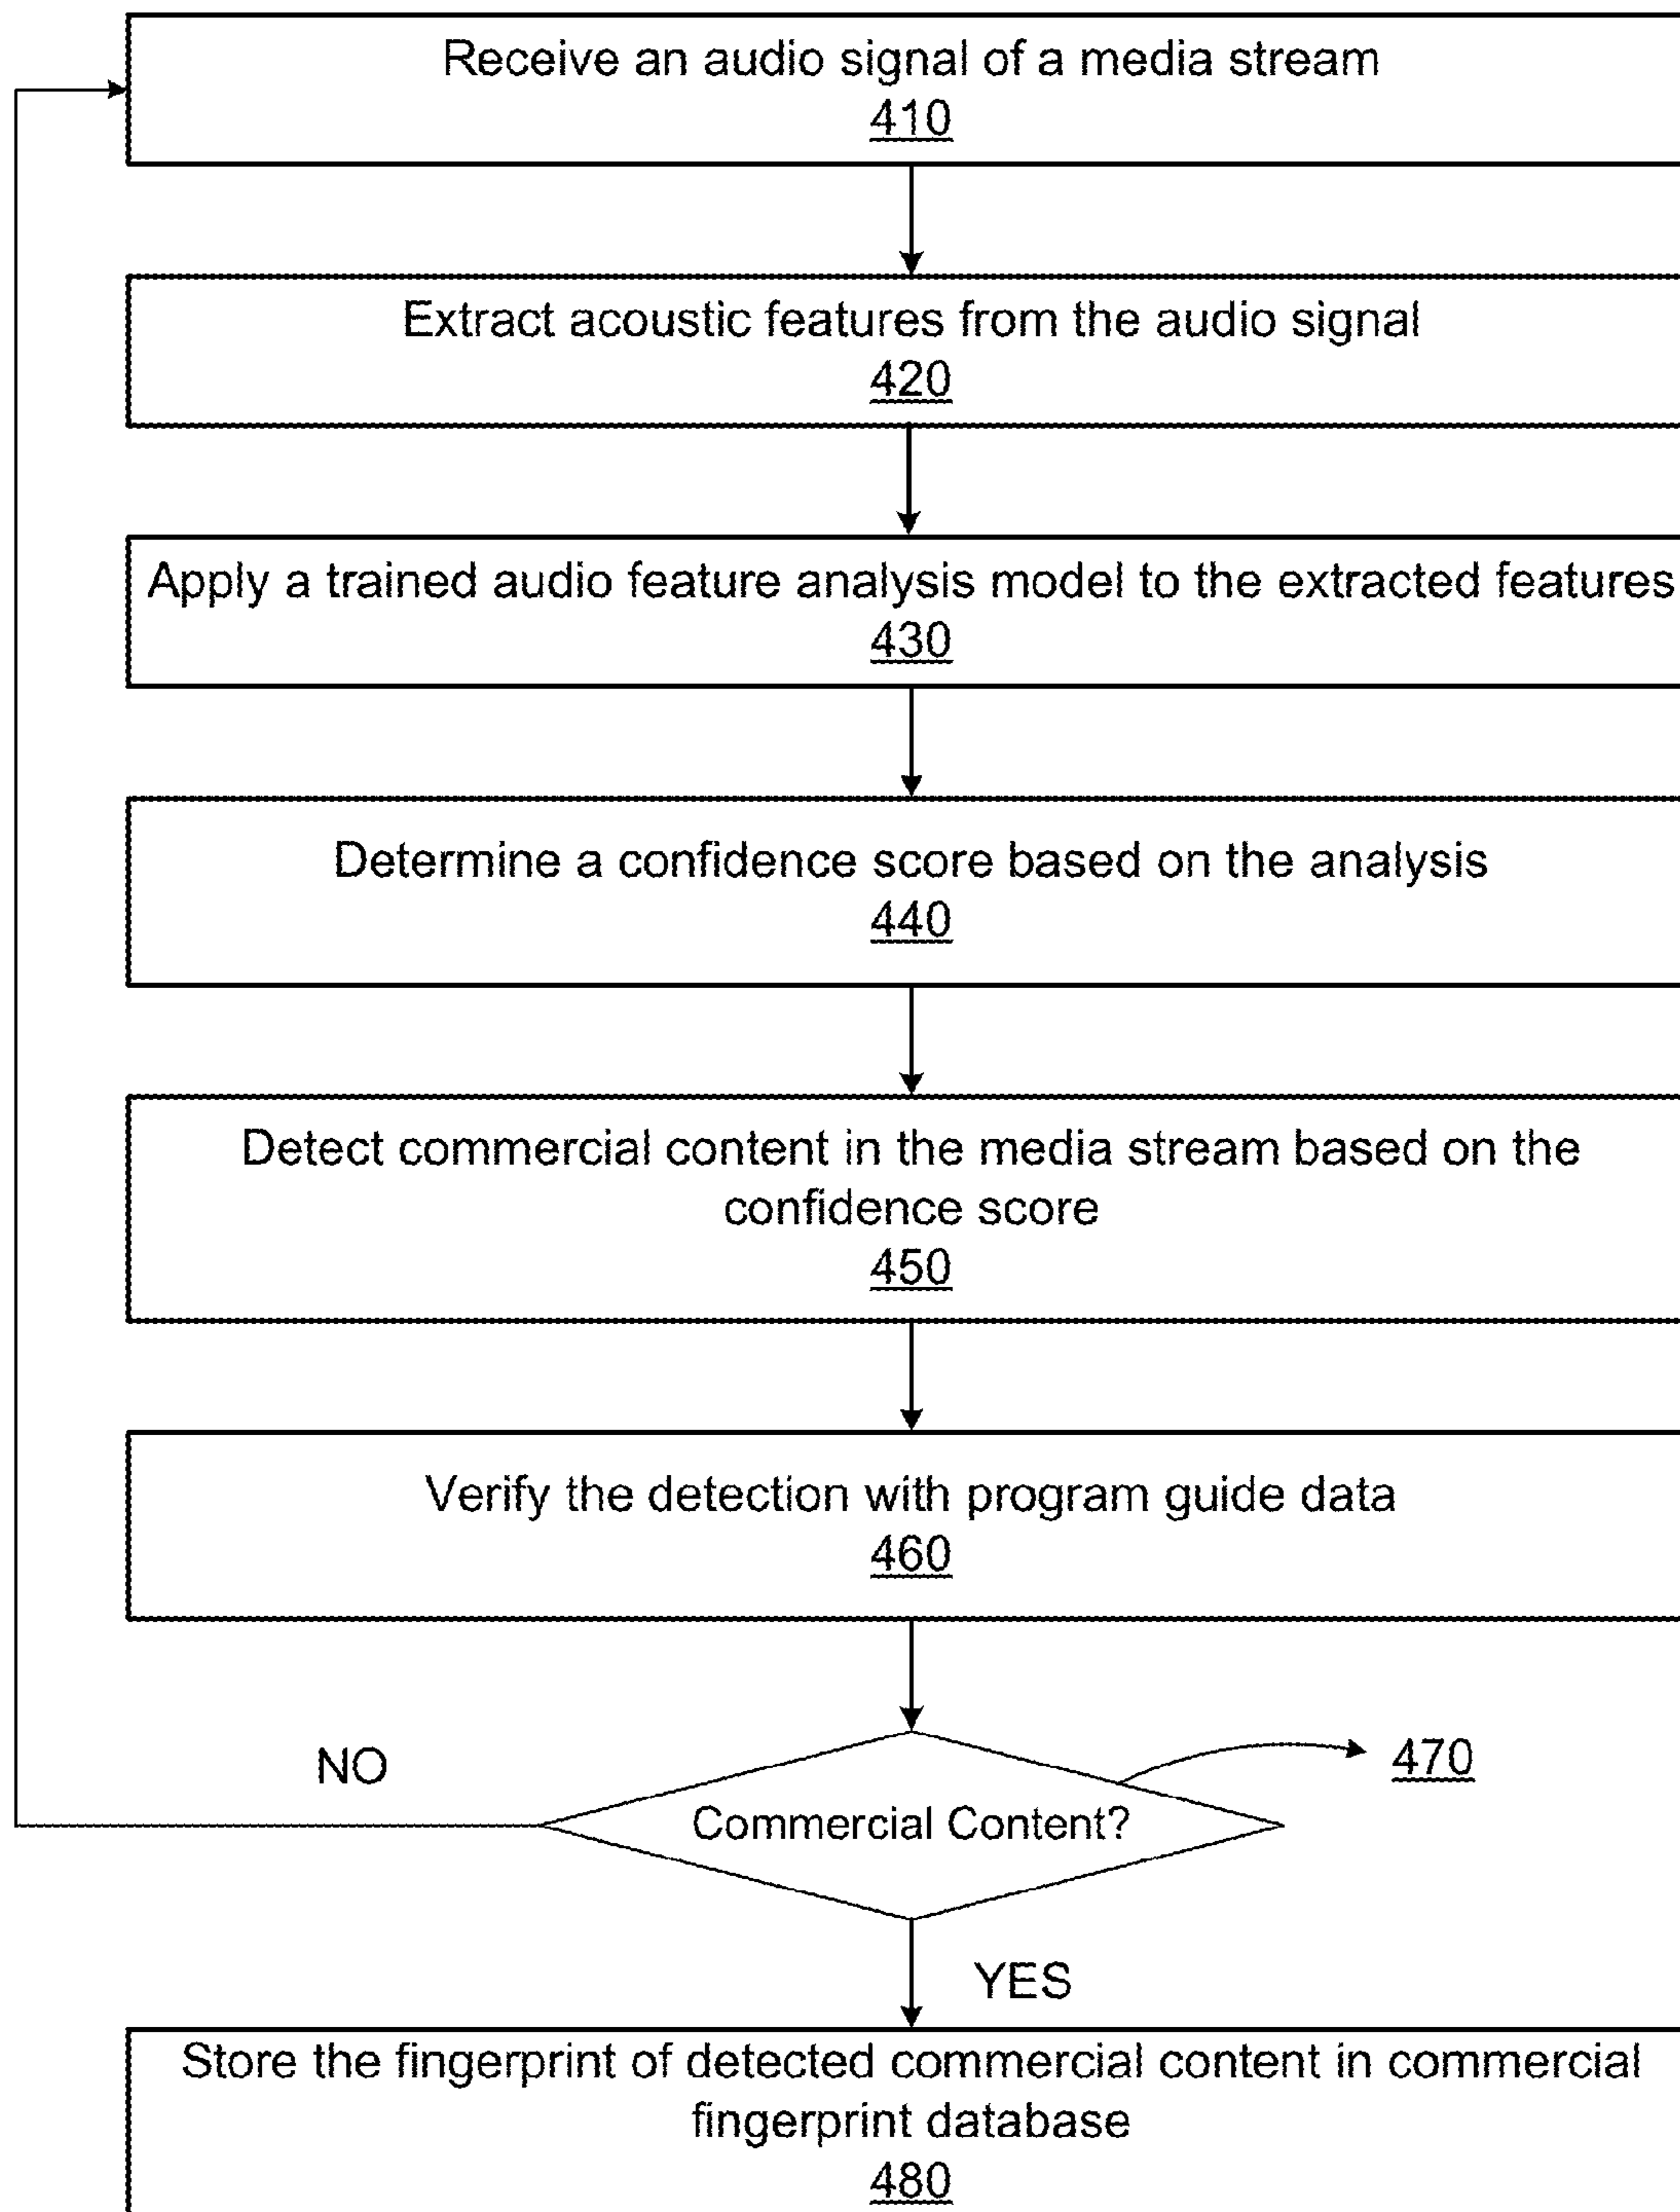 Receive an audio signal of a media stream
410
Extract acoustic features from the audio signal
420
Apply a trained audio feature analysis model to the extracted features
430
Determine a confidence score based on the analysis
440
Detect commercial content in the media stream based on the
confidence score
450
Verify the detection with program guide data
460
NO
470
Commercial Content?
YES
Store the fingerprint of detected commercial content in commercial
fingerprint database
480